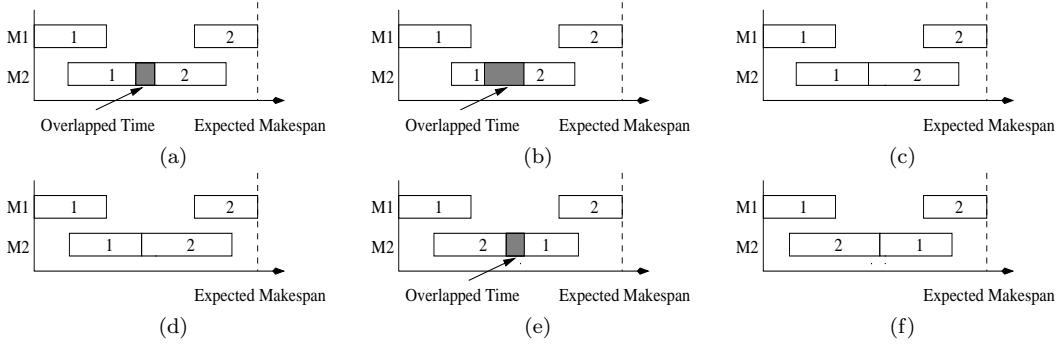 M1 1 2
M2 1 2
Overlapped Time Expected Makespan
(a)
M1 1 2
M2 1 2
Overlapped Time Expected Makespan
(b)
M1 1 2
M2 1 2
Expected Makespan
(c)
M1 1 2
M2 1 2
Expected Makespan
(d)
M1 1 2
M2 2 1
Overlapped Time Expected Makespan
(e)
M1 1 2
M2 2 1
Expected Makespan
(f)